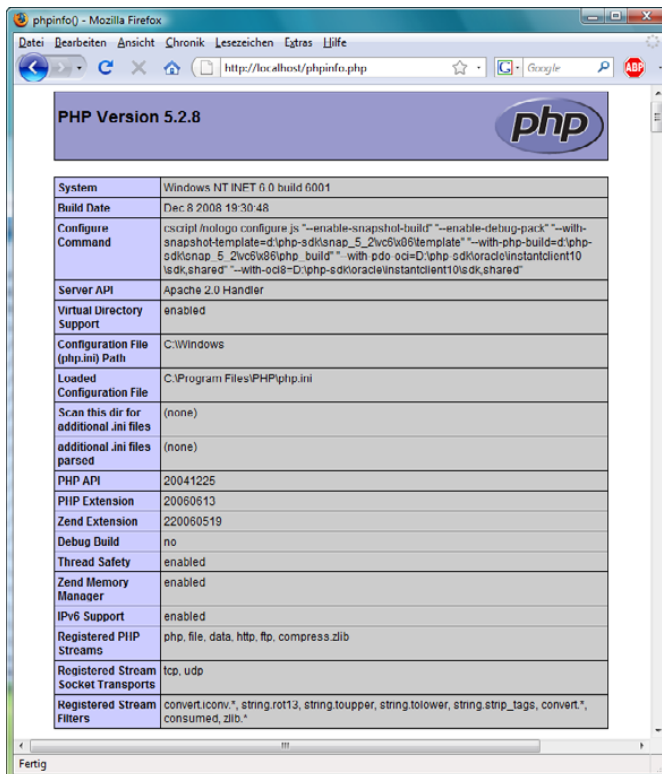 phpinfo() - Mozilla Firefox
Datei Bearbeiten Ansicht Chronik Lesezeichen Extras Hilfe
http://localhost/phpinfo.php
G Google
ABP
PHP Version 5.2.8
php
System Windows NT INET 6.0 build 6001
Build Date Dec 8 2008 19:30:48
Configure Command cscript /nologo configure.js "--enable-snapshot-build" "--enable-debug-pack" "--with-
snapshot-template=d:\php-sdk\snap_5_2\vc6\x86\template" "--with-php-build=d:\php-
sdk\snap_5_2\vc6\x86\php_build" "--with-pdo-oci=D:\php-sdk\oracle\instantclient10
\sdk,shared" "--with-oci8=D:\php-sdk\oracle\instantclient10\sdk,shared"
Server API Apache 2.0 Handler
Virtual Directory
Support enabled
Configuration File
(php.ini) Path C:\Windows
Loaded
Configuration File C:\Program Files\PHP\php.ini
Scan this dir for
additional .ini files (none)
additional .ini files
parsed (none)
PHP API 20041225
PHP Extension 20060613
Zend Extension 220060519
Debug Build no
Thread Safety enabled
Zend Memory
Manager enabled
IPv6 Support enabled
Registered PHP
Streams php, file, data, http, ftp, compress.zlib
Registered Stream
Socket Transports tcp, udp
Registered Stream
Filters convert.iconv.*, string.rot13, string.toupper, string.tolower, string.strip_tags, convert.*,
consumed, zlib.*
Fertig